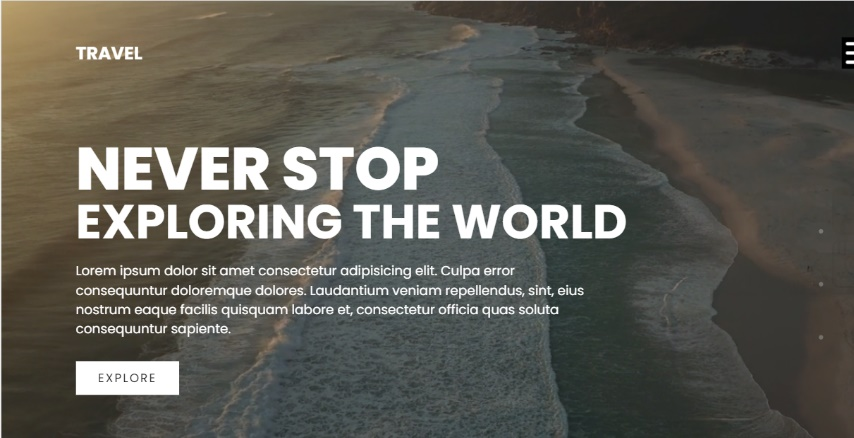 TRAVEL
NEVER STOP
EXPLORING THE WORLD
Lorem ipsum dolor sit amet consectetur adipisicing elit. Culpa error
consequuntur doloremque dolores. Laudantium veniam repellendus, sint, eius
nostrum eaque facilis quisquam labore et, consectetur officia quas soluta
consequuntur sapiente.
EXPLORE